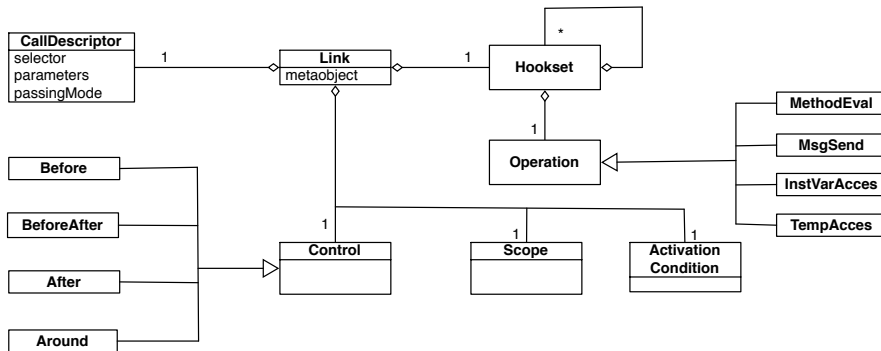 CallDescriptor
selector
parameters
passingMode
1
Link
metaobject
1
Hookset
*
1
Operation
MethodEval
MsgSend
InstVarAcces
TempAcces
Before
BeforeAfter
After
Around
1
Control
1
Scope
1
Activation
Condition